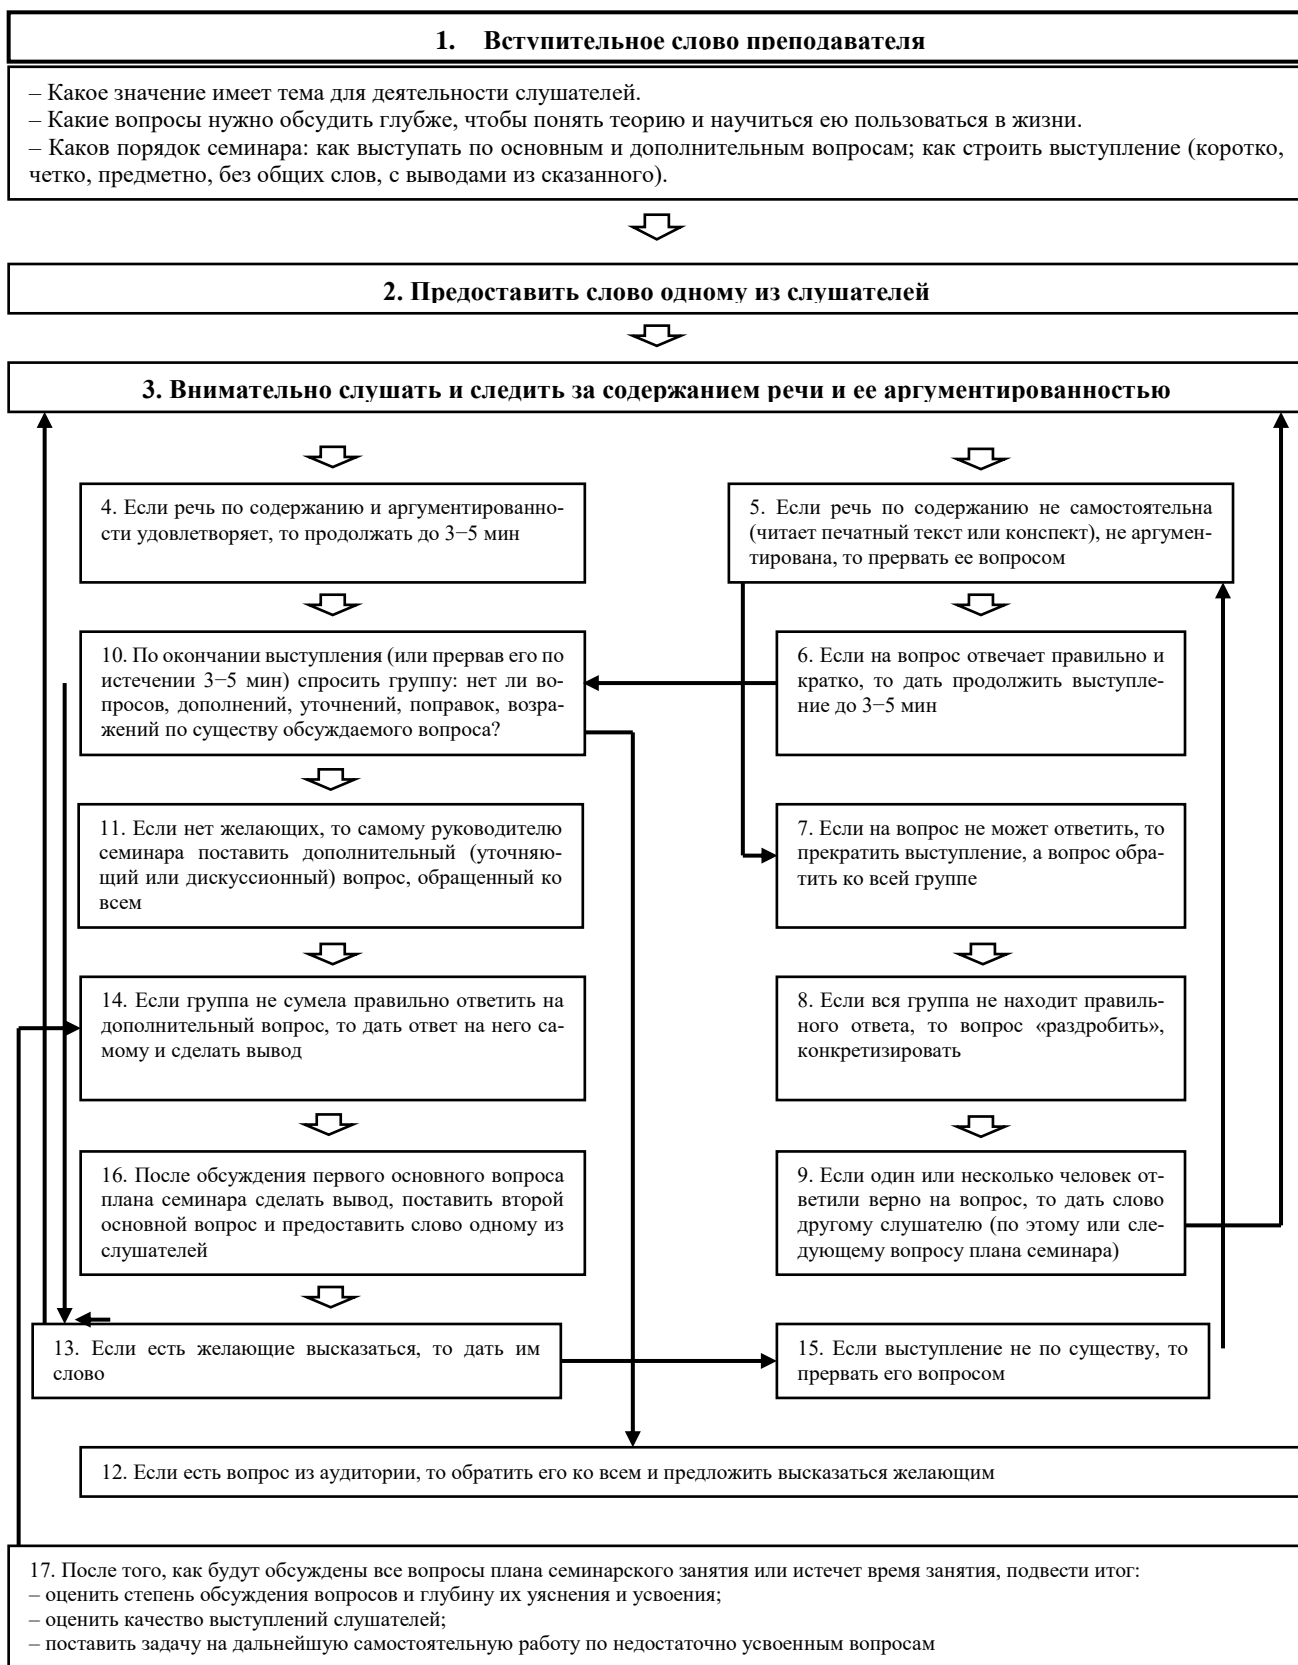 1. Вступительное слово преподавателя
– Какое значение имеет тема для деятельности слушателей.
– Какие вопросы нужно обсудить глубже, чтобы понять теорию и научиться ею пользоваться в жизни.
– Каков порядок семинара: как выступать по основным и дополнительным вопросам; как строить выступление (коротко,
четко, предметно, без общих слов, с выводами из сказанного).
2. Предоставить слово одному из слушателей
3. Внимательно слушать и следить за содержанием речи и ее аргументированностью
4. Если речь по содержанию и аргументированно-
сти удовлетворяет, то продолжать до 3−5 мин
5. Если речь по содержанию не самостоятельна
(читает печатный текст или конспект), не аргумен-
тирована, то прервать ее вопросом
10. По окончании выступления (или прервав его по
истечении 3−5 мин) спросить группу: нет ли во-
просов, дополнений, уточнений, поправок, возра-
жений по существу обсуждаемого вопроса?
6. Если на вопрос отвечает правильно и
кратко, то дать продолжить выступле-
ние до 3−5 мин
11. Если нет желающих, то самому руководителю
семинара поставить дополнительный (уточняю-
щий или дискуссионный) вопрос, обращенный ко
всем
7. Если на вопрос не может ответить, то
прекратить выступление, а вопрос обра-
тить ко всей группе
14. Если группа не сумела правильно ответить на
дополнительный вопрос, то дать ответ на него са-
мому и сделать вывод
8. Если вся группа не находит правиль-
ного ответа, то вопрос «раздробить»,
конкретизировать
16. После обсуждения первого основного вопроса
плана семинара сделать вывод, поставить второй
основной вопрос и предоставить слово одному из
слушателей
9. Если один или несколько человек от-
ветили верно на вопрос, то дать слово
другому слушателю (по этому или сле-
дующему вопросу плана семинара)
13. Если есть желающие высказаться, то дать им
слово
15. Если выступление не по существу, то
прервать его вопросом
12. Если есть вопрос из аудитории, то обратить его ко всем и предложить высказаться желающим
17. После того, как будут обсуждены все вопросы плана семинарского занятия или истечет время занятия, подвести итог:
– оценить степень обсуждения вопросов и глубину их уяснения и усвоения;
– оценить качество выступлений слушателей;
– поставить задачу на дальнейшую самостоятельную работу по недостаточно усвоенным вопросам